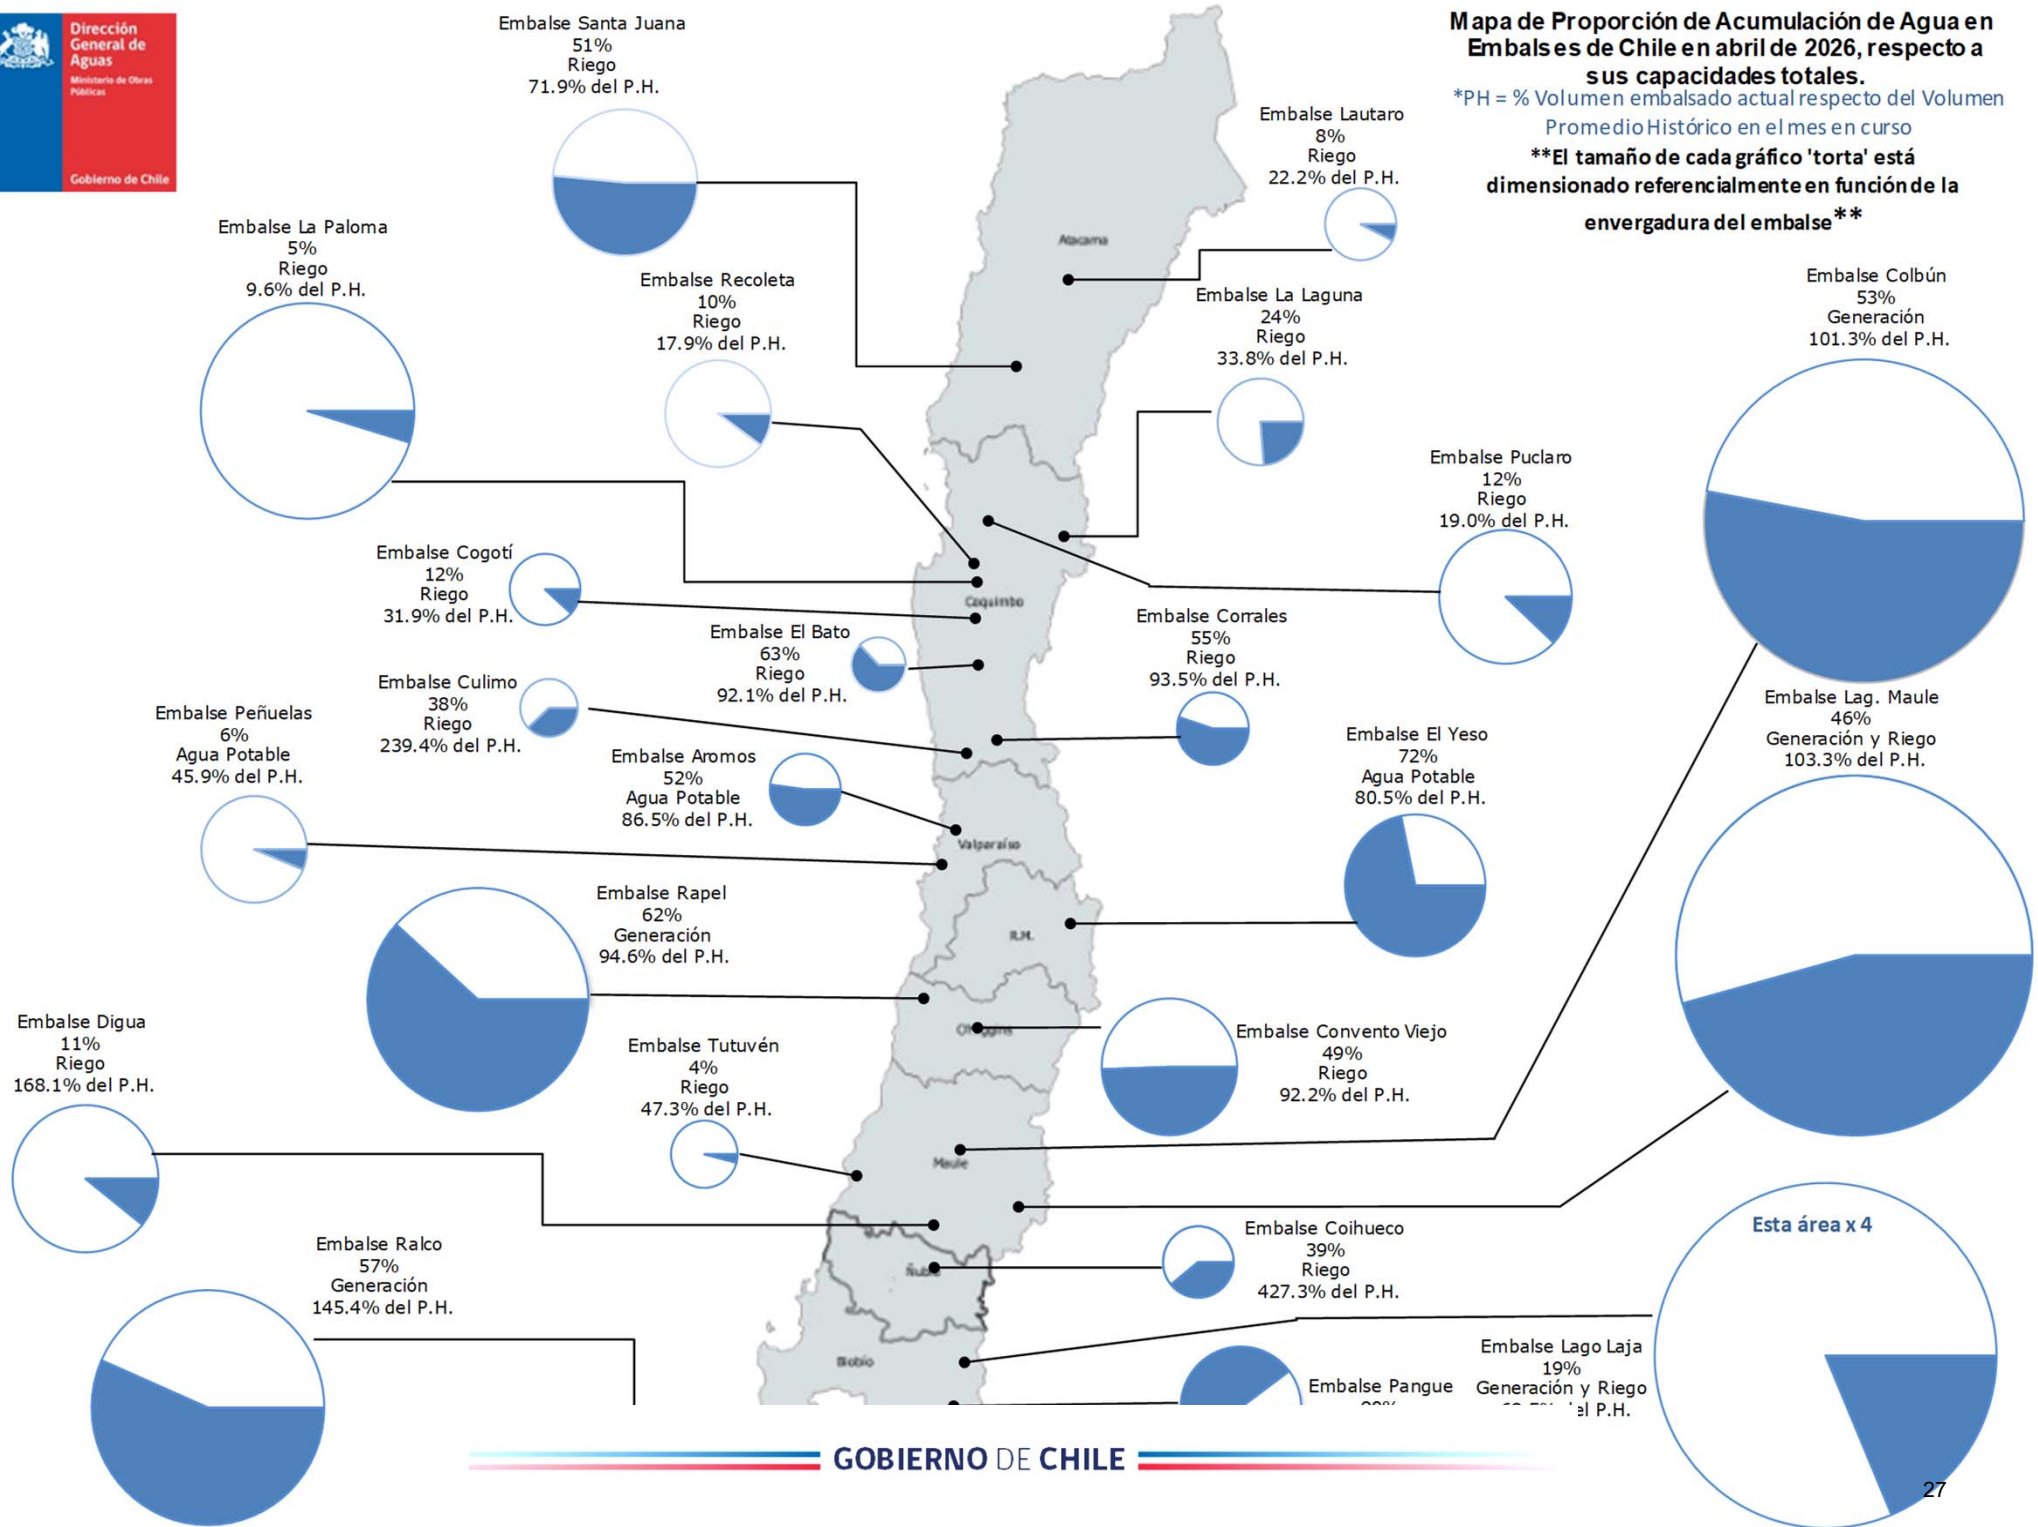 Dirección
General de
Aguas
Ministerio de Obras
Públicas
Gobierno de Chile
Mapa de Proporción de Acumulación de Agua en
Embalses de Chile en abril de 2026, respecto a
sus capacidades totales.
*PH = % Volumen embalsado actual respecto del Volumen
Promedio Histórico en el mes en curso
**El tamaño de cada gráfico 'torta' está
dimensionado referencialmente en función de la
envergadura del embalse**
Embalse Santa Juana
51%
Riego
71.9% del P.H.
Embalse Lautaro
8%
Riego
22.2% del P.H.
Embalse La Paloma
5%
Riego
9.6% del P.H.
Embalse Recoleta
10%
Riego
17.9% del P.H.
Embalse La Laguna
24%
Riego
33.8% del P.H.
Embalse Colbún
53%
Generación
101.3% del P.H.
Atacama
Embalse Puclaro
12%
Riego
19.0% del P.H.
Embalse Cogotí
12%
Riego
31.9% del P.H.
Coquimbo
Embalse El Bato
63%
Riego
92.1% del P.H.
Embalse Corrales
55%
Riego
93.5% del P.H.
Embalse Culimo
38%
Riego
239.4% del P.H.
Embalse Peñuelas
6%
Agua Potable
45.9% del P.H.
Embalse Aromos
52%
Agua Potable
86.5% del P.H.
Embalse El Yeso
72%
Agua Potable
80.5% del P.H.
Embalse Lag. Maule
46%
Generación y Riego
103.3% del P.H.
Valparaíso
Embalse Rapel
62%
Generación
94.6% del P.H.
R.M.
Embalse Digua
11%
Riego
168.1% del P.H.
Embalse Tutuvén
4%
Riego
47.3% del P.H.
O'Higgins
Embalse Convento Viejo
49%
Riego
92.2% del P.H.
Maule
Embalse Ralco
57%
Generación
145.4% del P.H.
Embalse Coihueco
39%
Riego
427.3% del P.H.
Esta área x 4
Ñuble
Biobío
Embalse Pangue
Embalse Lago Laja
19%
Generación y Riego
el P.H.
GOBIERNO DE CHILE
27